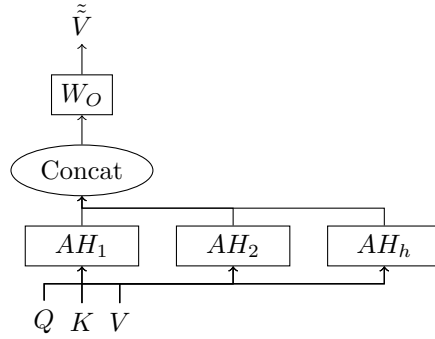 Ṽ̃
W_O
Concat
AH_1 AH_2 AH_h
Q K V